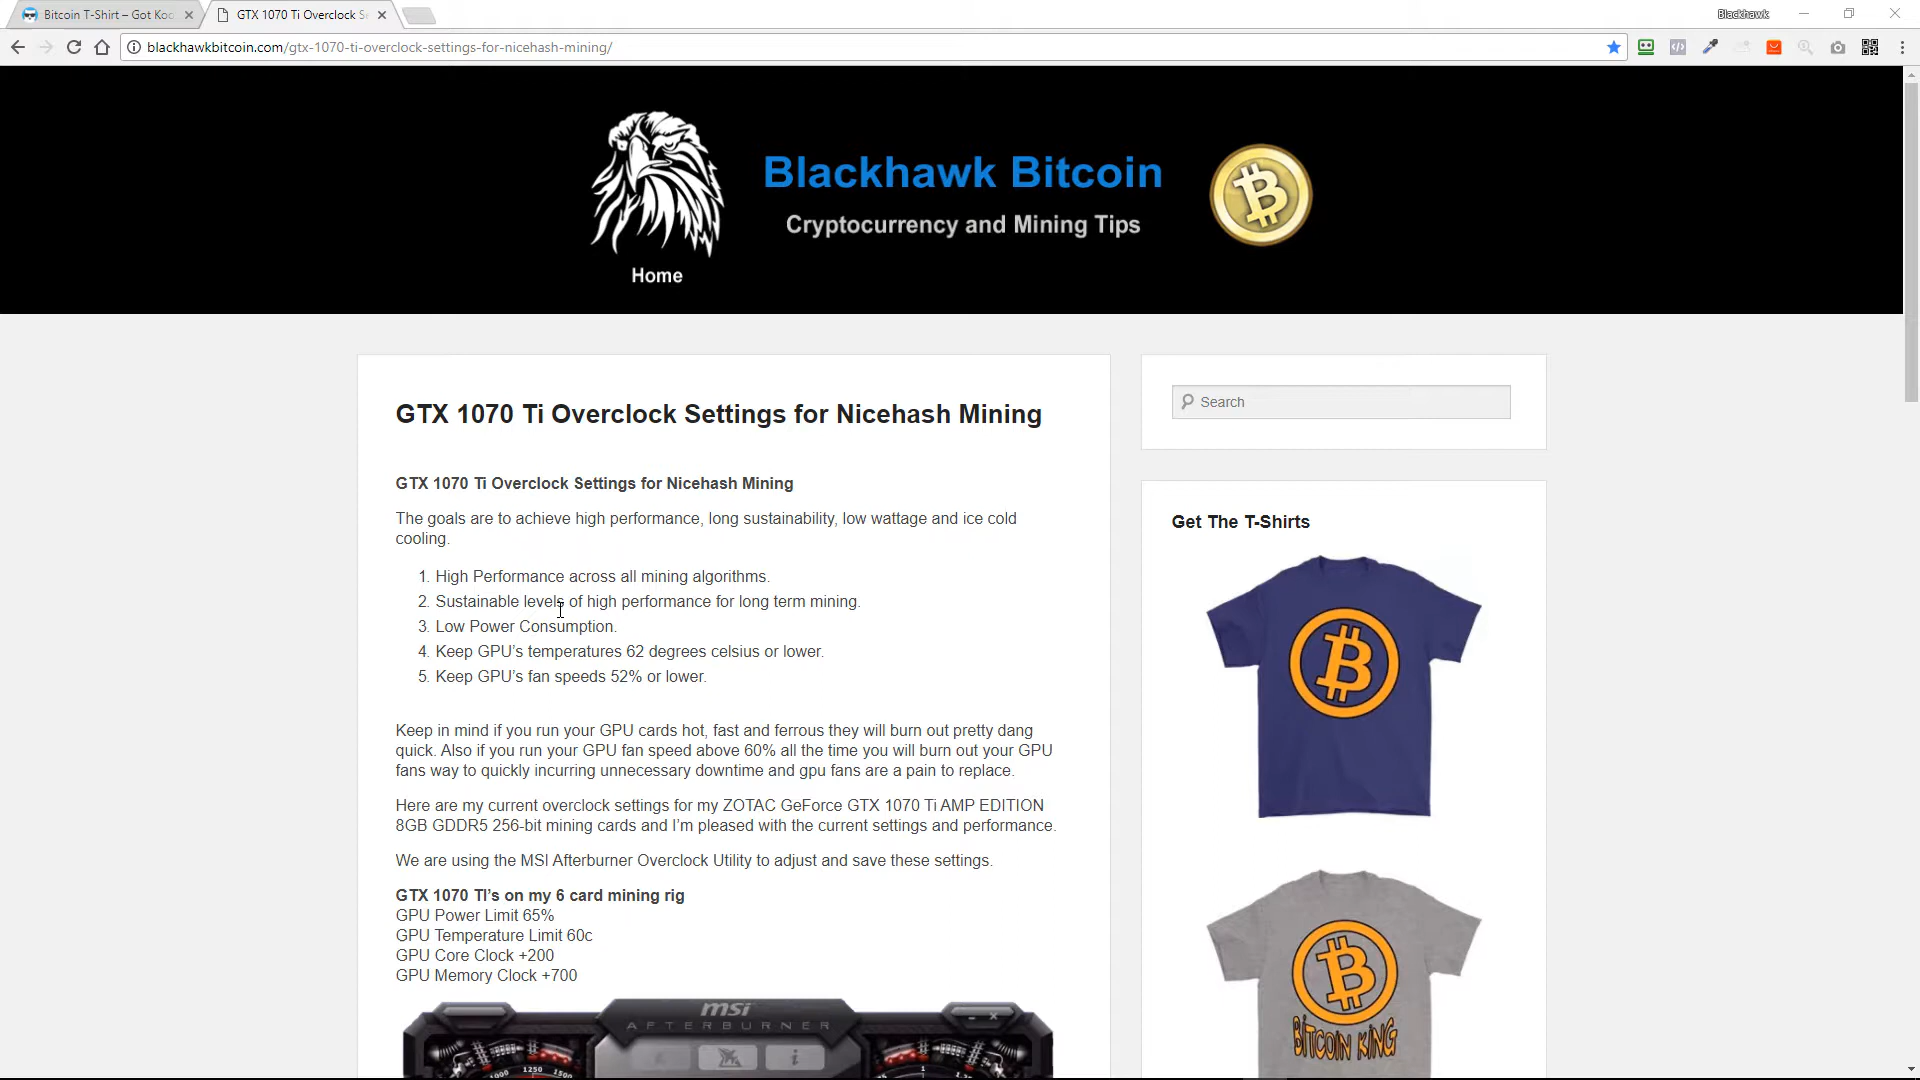 Bitcoin T-Shirt – Got Koo
GTX 1070 Ti Overclock Se
Blackhawk
blackhawkbitcoin.com/gtx-1070-ti-overclock-settings-for-nicehash-mining/
Blackhawk Bitcoin
Cryptocurrency and Mining Tips
Home
GTX 1070 Ti Overclock Settings for Nicehash Mining
GTX 1070 Ti Overclock Settings for Nicehash Mining
The goals are to achieve high performance, long sustainability, low wattage and ice cold
cooling.
1. High Performance across all mining algorithms.
2. Sustainable levels of high performance for long term mining.
3. Low Power Consumption.
4. Keep GPU’s temperatures 62 degrees celsius or lower.
5. Keep GPU’s fan speeds 52% or lower.
Keep in mind if you run your GPU cards hot, fast and ferrous they will burn out pretty dang
quick. Also if you run your GPU fan speed above 60% all the time you will burn out your GPU
fans way to quickly incurring unnecessary downtime and gpu fans are a pain to replace.
Here are my current overclock settings for my ZOTAC GeForce GTX 1070 Ti AMP EDITION
8GB GDDR5 256-bit mining cards and I’m pleased with the current settings and performance.
We are using the MSI Afterburner Overclock Utility to adjust and save these settings.
GTX 1070 TI’s on my 6 card mining rig
GPU Power Limit 65%
GPU Temperature Limit 60c
GPU Core Clock +200
GPU Memory Clock +700
msi
AFTERBURNER
1000 1250 1500
Search
Get The T-Shirts
BITCOIN KING